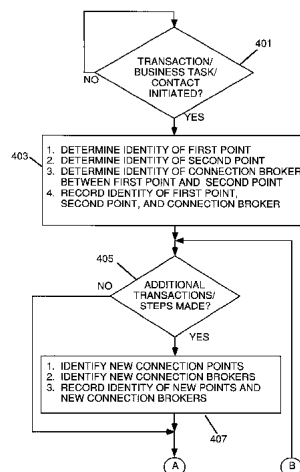 401
TRANSACTION/
BUSINESS TASK/
CONTACT
INITIATED?
NO
YES
403
1. DETERMINE IDENTITY OF FIRST POINT
2. DETERMINE IDENTITY OF SECOND POINT
3. DETERMINE IDENTITY OF CONNECTION BROKER
BETWEEN FIRST POINT AND SECOND POINT
4. RECORD IDENTITY OF FIRST POINT,
SECOND POINT, AND CONNECTION BROKER
405
NO
ADDITIONAL
TRANSACTIONS/
STEPS MADE?
YES
1. IDENTIFY NEW CONNECTION POINTS
2. IDENTIFY NEW CONNECTION BROKERS
3. RECORD IDENTITY OF NEW POINTS AND
NEW CONNECTION BROKERS
407
A
B